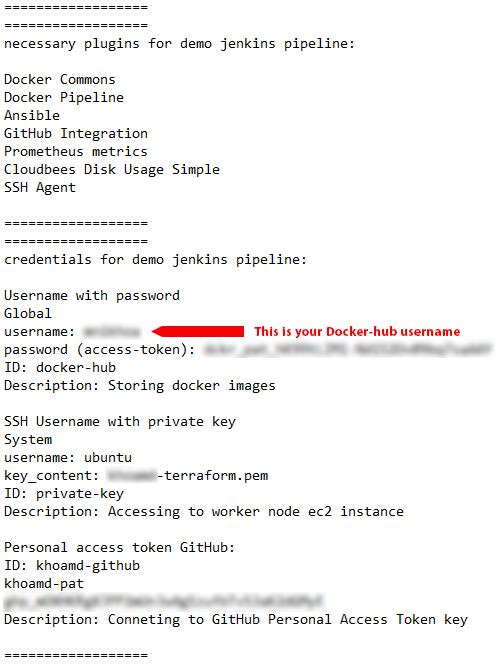 ==================
==================
necessary plugins for demo jenkins pipeline:
Docker Commons
Docker Pipeline
Ansible
GitHub Integration
Prometheus metrics
Cloudbees Disk Usage Simple
SSH Agent
==================
==================
credentials for demo jenkins pipeline:
Username with password
Global
username: This is your Docker-hub username
password (access-token):
ID: docker-hub
Description: Storing docker images
SSH Username with private key
System
username: ubuntu
key_content: -terraform.pem
ID: private-key
Description: Accessing to worker node ec2 instance
Personal access token GitHub:
ID: khoamd-github
khoamd-pat
Description: Conneting to GitHub Personal Access Token key
==================